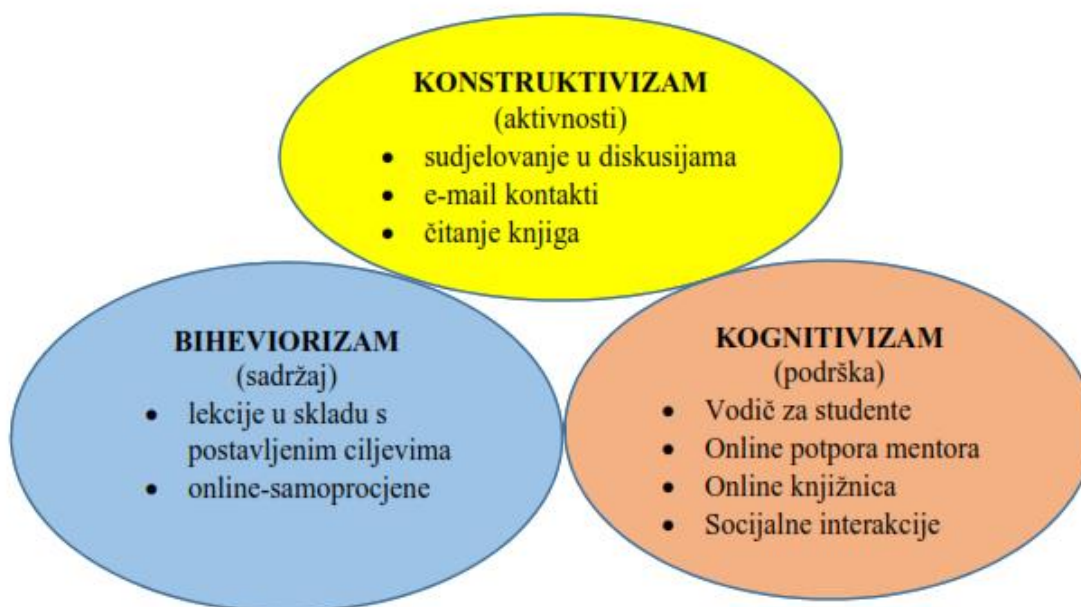 KONSTRUKTIVIZAM
(aktivnosti)
• sudjelovanje u diskusijama
• e-mail kontakti
• čitanje knjiga
BIHEVIORIZAM
(sadržaj)
• lekcije u skladu s
postavljenim ciljevima
• online-samoprocjene
KOGNITIVIZAM
(podrška)
• Vodič za studente
• Online potpora mentora
• Online knjižnica
• Socijalne interakcije